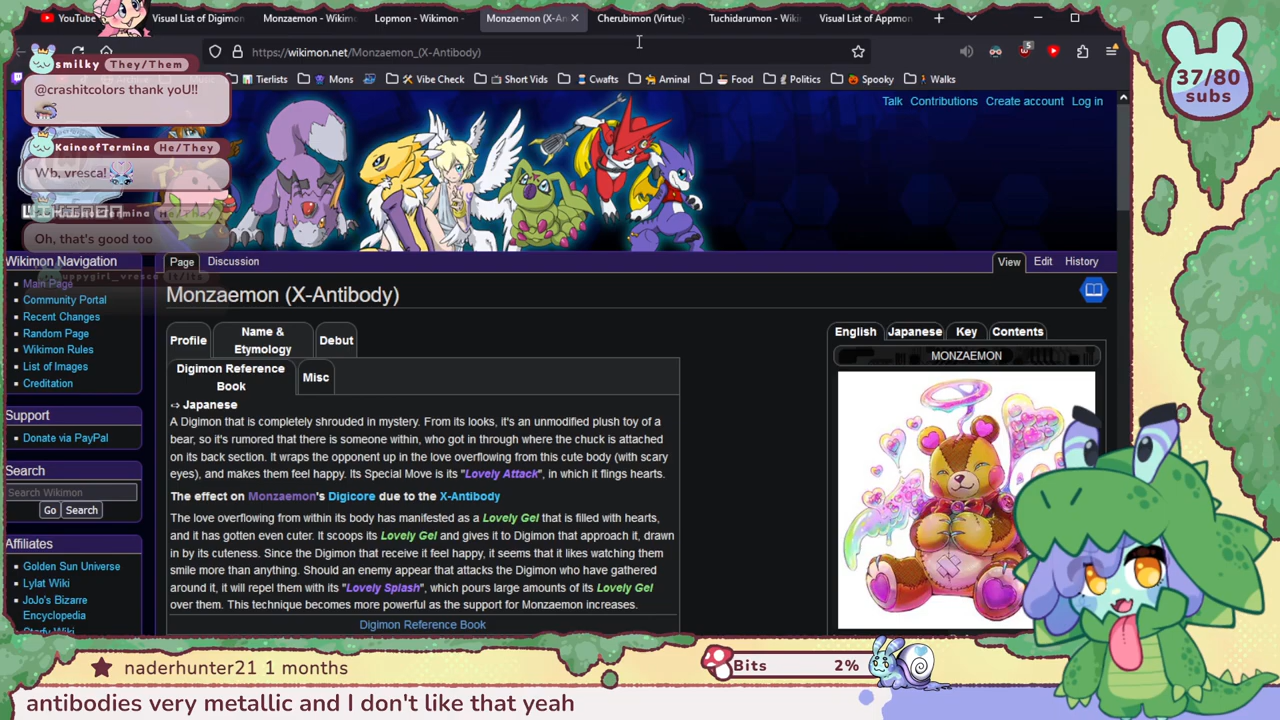 YouTube
Visual List of Digimo
Monzaemon - Wikim
Lopmon - Wikimon
Monzaemon (X-An
Cherubimon (Virtue)
Tuchidarumon - Wiki
Visual List of Appmon
https://wikimon.net/Monzaemon_(X-Antibody)
5
Tierlists
Mons
Vibe Check
Short Vids
Cwafts
Aminal
Food
Politics
Spooky
Walks
smilky They/Them
@crashitcolors thank yoU!!
KaineofTermina He/They
Wb, vresca!
He/They
Oh, that's good too
37/80
subs
Talk Contributions Create account Log in
Wikimon Navigation
Main Page
Community Portal
Recent Changes
Random Page
Wikimon Rules
List of Images
Creditation
Support
Donate via PayPal
Search
Search Wikimon
Go Search
Affiliates
Golden Sun Universe
Lylat Wiki
JoJo's Bizarre
Encyclopedia
Page Discussion
View Edit History
Monzaemon (X-Antibody)
Profile
Name &
Etymology
Debut
Digimon Reference
Book
Misc
⇨ Japanese
A Digimon that is completely shrouded in mystery. From its looks, it's an unmodified plush toy of a
bear, so it's rumored that there is someone within, who got in through where the chuck is attached
on its back section. It wraps the opponent up in the love overflowing from this cute body (with scary
eyes), and makes them feel happy. Its Special Move is its "Lovely Attack", in which it flings hearts.
The effect on Monzaemon's Digicore due to the X-Antibody
The love overflowing from within its body has manifested as a Lovely Gel that is filled with hearts,
and it has gotten even cuter. It scoops its Lovely Gel and gives it to Digimon that approach it, drawn
in by its cuteness. Since the Digimon that receive it feel happy, it seems that it likes watching them
smile more than anything. Should an enemy appear that attacks the Digimon who have gathered
around it, it will repel them with its "Lovely Splash", which pours large amounts of its Lovely Gel
over them. This technique becomes more powerful as the support for Monzaemon increases.
Digimon Reference Book
English Japanese Key Contents
MONZAEMON
naderhunter21 1 months
Bits 2%
antibodies very metallic and I don't like that yeah